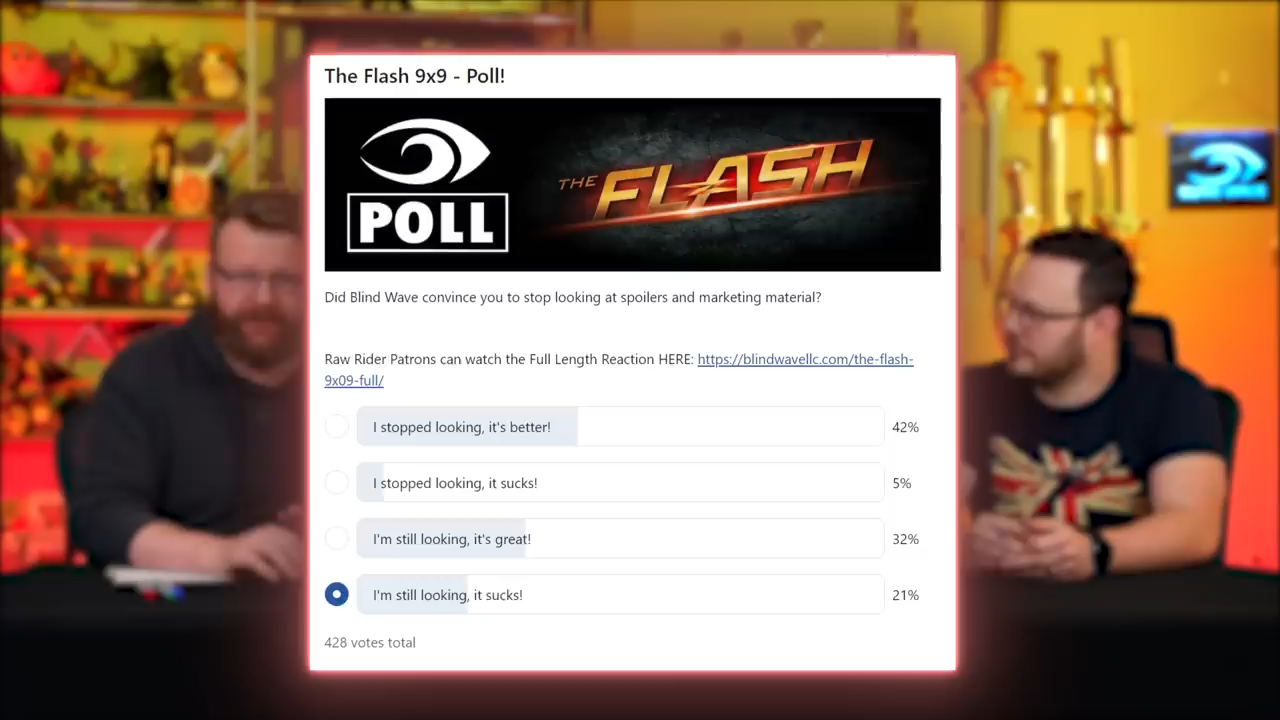 The Flash 9x9 - Poll!
POLL
THE FLASH
Did Blind Wave convince you to stop looking at spoilers and marketing material?
Raw Rider Patrons can watch the Full Length Reaction HERE: https://blindwavellc.com/the-flash-
9x09-full/
I stopped looking, it's better! 42%
I stopped looking, it sucks! 5%
I'm still looking, it's great! 32%
I'm still looking, it sucks! 21%
428 votes total